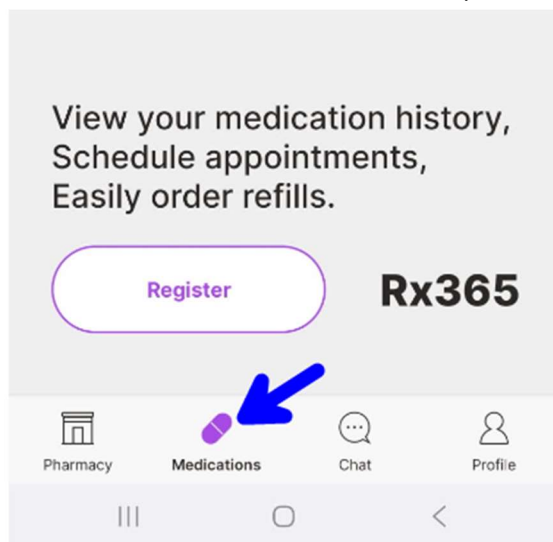 View your medication history,
Schedule appointments,
Easily order refills.
Register
Rx365
Pharmacy
Medications
Chat
Profile